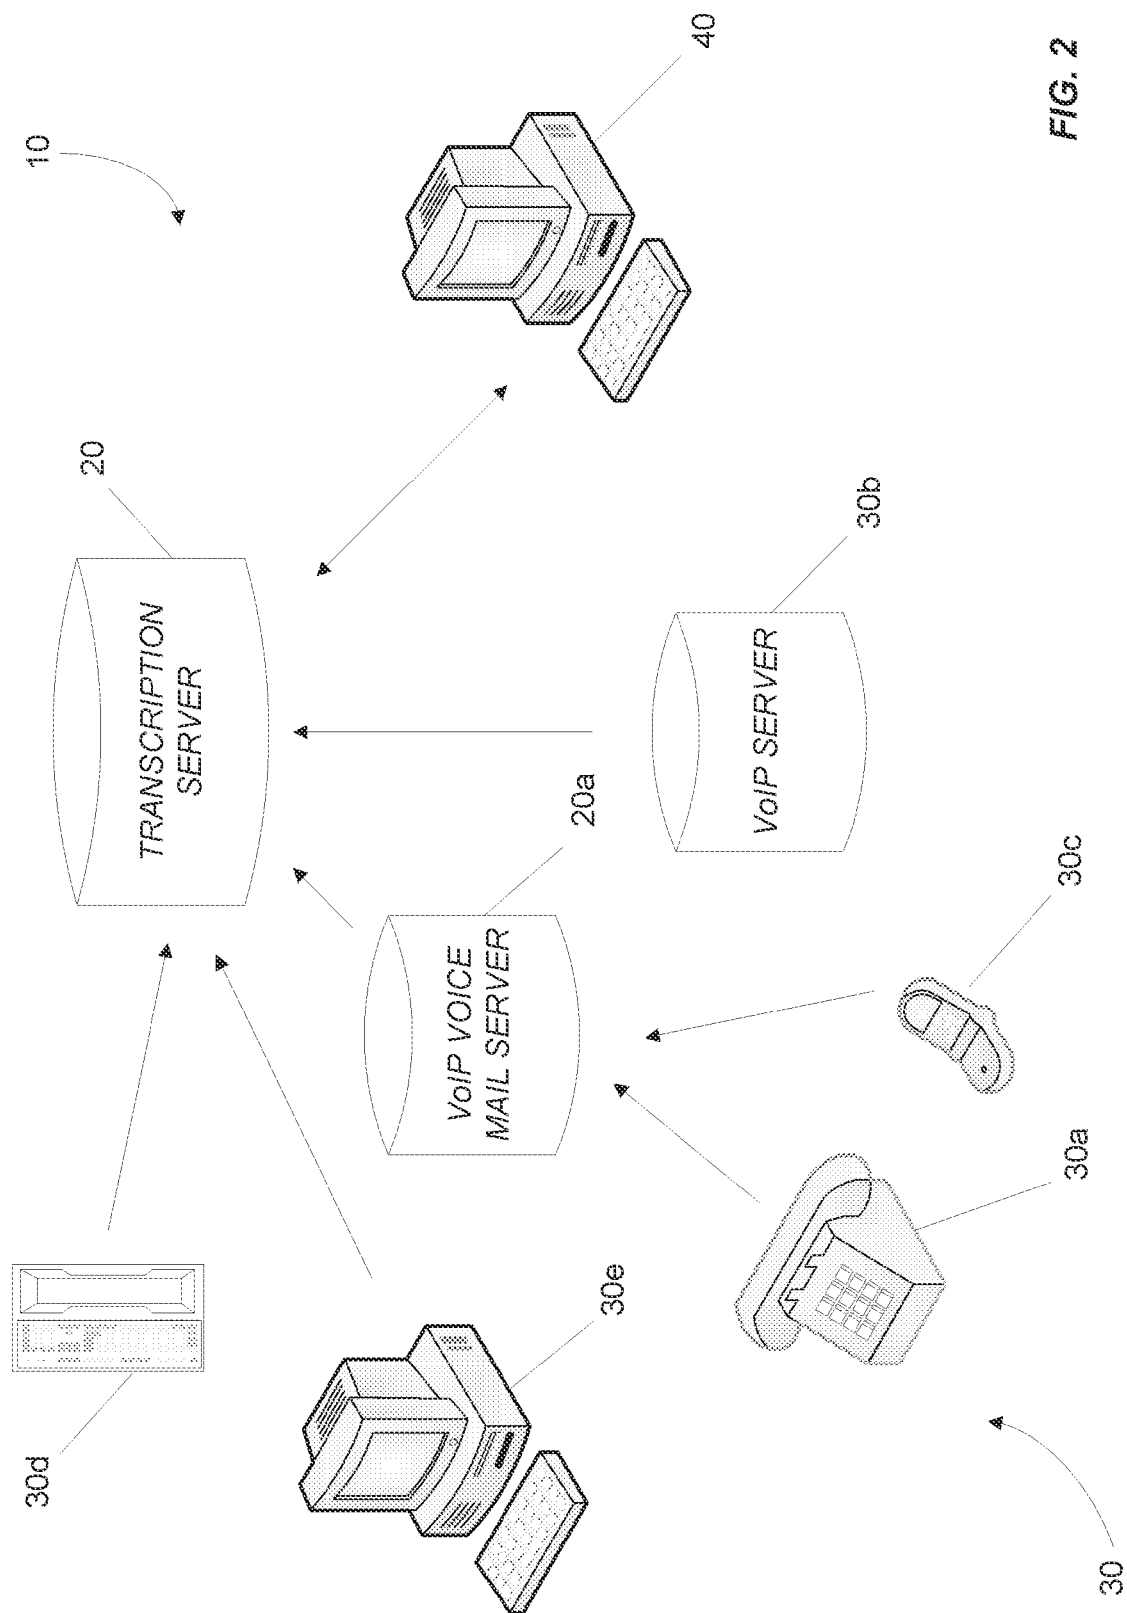 30d
30e
30
30a
30c
VoIP VOICE
MAIL SERVER
20a
TRANSCRIPTION
SERVER
20
VoIP SERVER
30b
10
40
FIG. 2